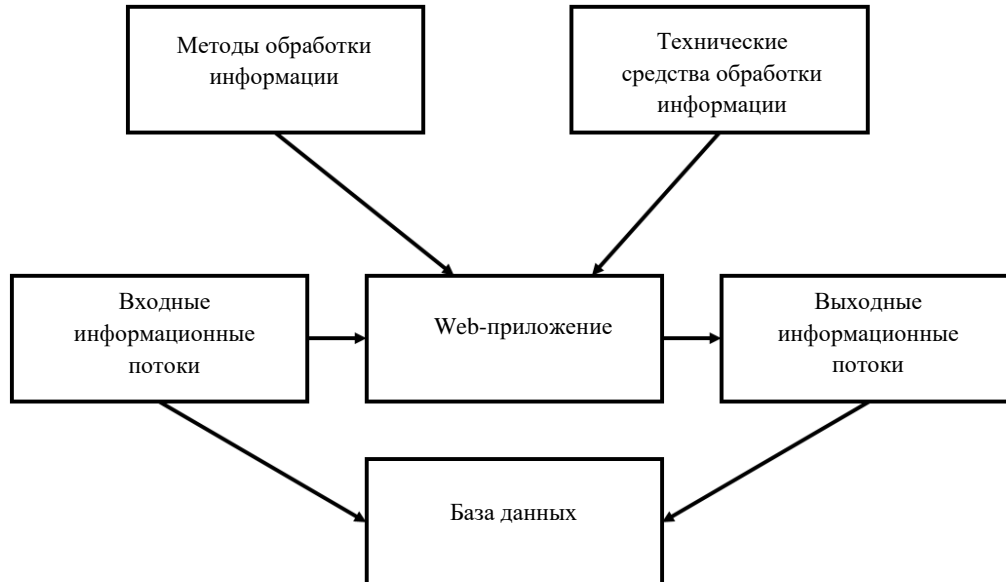 Методы обработки
информации
Технические
средства обработки
информации
Входные
информационные
потоки
Web-приложение
Выходные
информационные
потоки
База данных